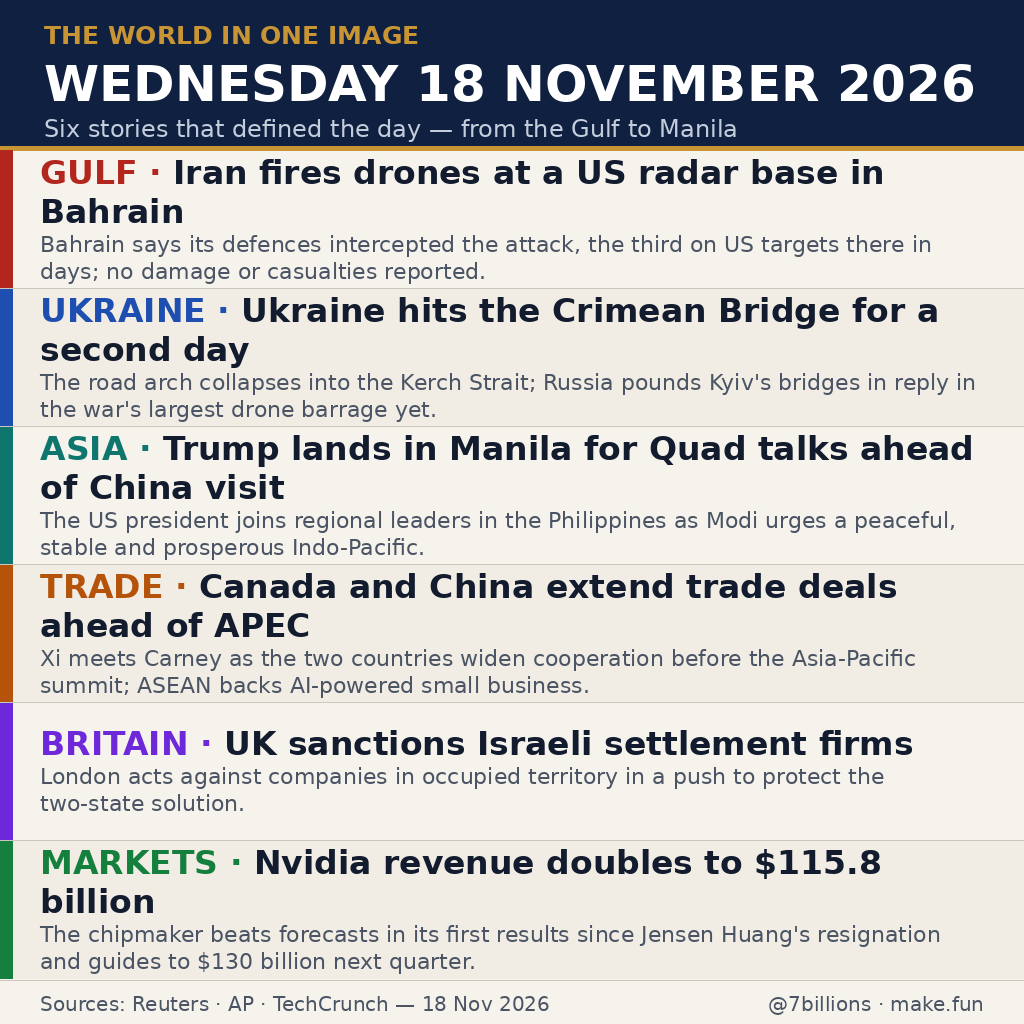 THE WORLD IN ONE IMAGE
WEDNESDAY 18 NOVEMBER 2026
Six stories that defined the day — from the Gulf to Manila
GULF · Iran fires drones at a US radar base in
Bahrain
Bahrain says its defences intercepted the attack, the third on US targets there in
days; no damage or casualties reported.
UKRAINE · Ukraine hits the Crimean Bridge for a
second day
The road arch collapses into the Kerch Strait; Russia pounds Kyiv's bridges in reply in
the war's largest drone barrage yet.
ASIA · Trump lands in Manila for Quad talks ahead
of China visit
The US president joins regional leaders in the Philippines as Modi urges a peaceful,
stable and prosperous Indo-Pacific.
TRADE · Canada and China extend trade deals
ahead of APEC
Xi meets Carney as the two countries widen cooperation before the Asia-Pacific
summit; ASEAN backs AI-powered small business.
BRITAIN · UK sanctions Israeli settlement firms
London acts against companies in occupied territory in a push to protect the
two-state solution.
MARKETS · Nvidia revenue doubles to $115.8
billion
The chipmaker beats forecasts in its first results since Jensen Huang's resignation
and guides to $130 billion next quarter.
Sources: Reuters · AP · TechCrunch — 18 Nov 2026
@7billions · make.fun